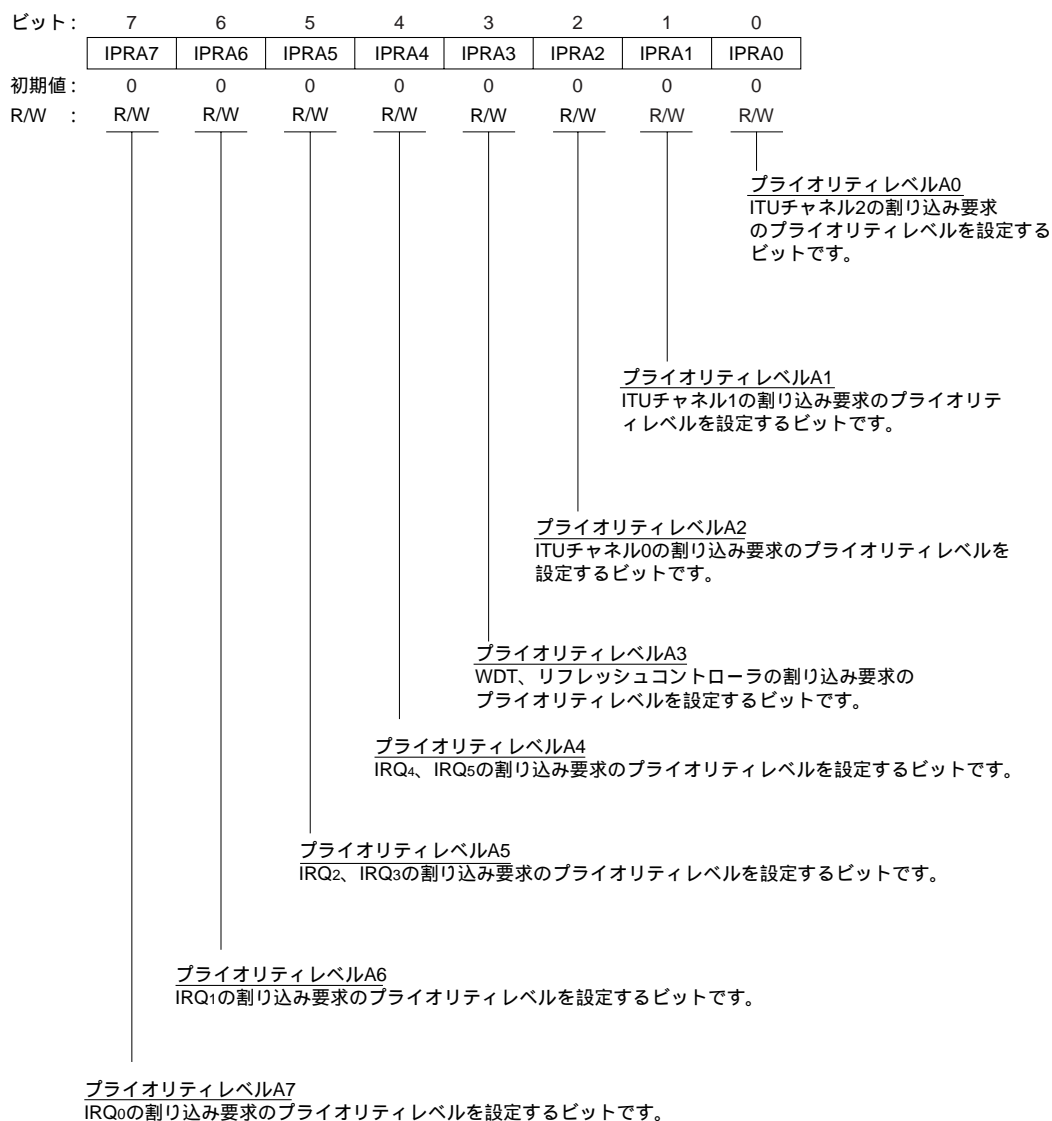 ビット: 7 6 5 4 3 2 1 0
IPRA7 IPRA6 IPRA5 IPRA4 IPRA3 IPRA2 IPRA1 IPRA0
初期値: 0 0 0 0 0 0 0 0
R/W : R/W R/W R/W R/W R/W R/W R/W R/W
プライオリティレベルA0
ITUチャネル2の割り込み要求
のプライオリティレベルを設定する
ビットです。
プライオリティレベルA1
ITUチャネル1の割り込み要求のプライオリテ
ィレベルを設定するビットです。
プライオリティレベルA2
ITUチャネル0の割り込み要求のプライオリティレベルを
設定するビットです。
プライオリティレベルA3
WDT、リフレッシュコントローラの割り込み要求の
プライオリティレベルを設定するビットです。
プライオリティレベルA4
IRQ4、IRQ5の割り込み要求のプライオリティレベルを設定するビットです。
プライオリティレベルA5
IRQ2、IRQ3の割り込み要求のプライオリティレベルを設定するビットです。
プライオリティレベルA6
IRQ1の割り込み要求のプライオリティレベルを設定するビットです。
プライオリティレベルA7
IRQ0の割り込み要求のプライオリティレベルを設定するビットです。